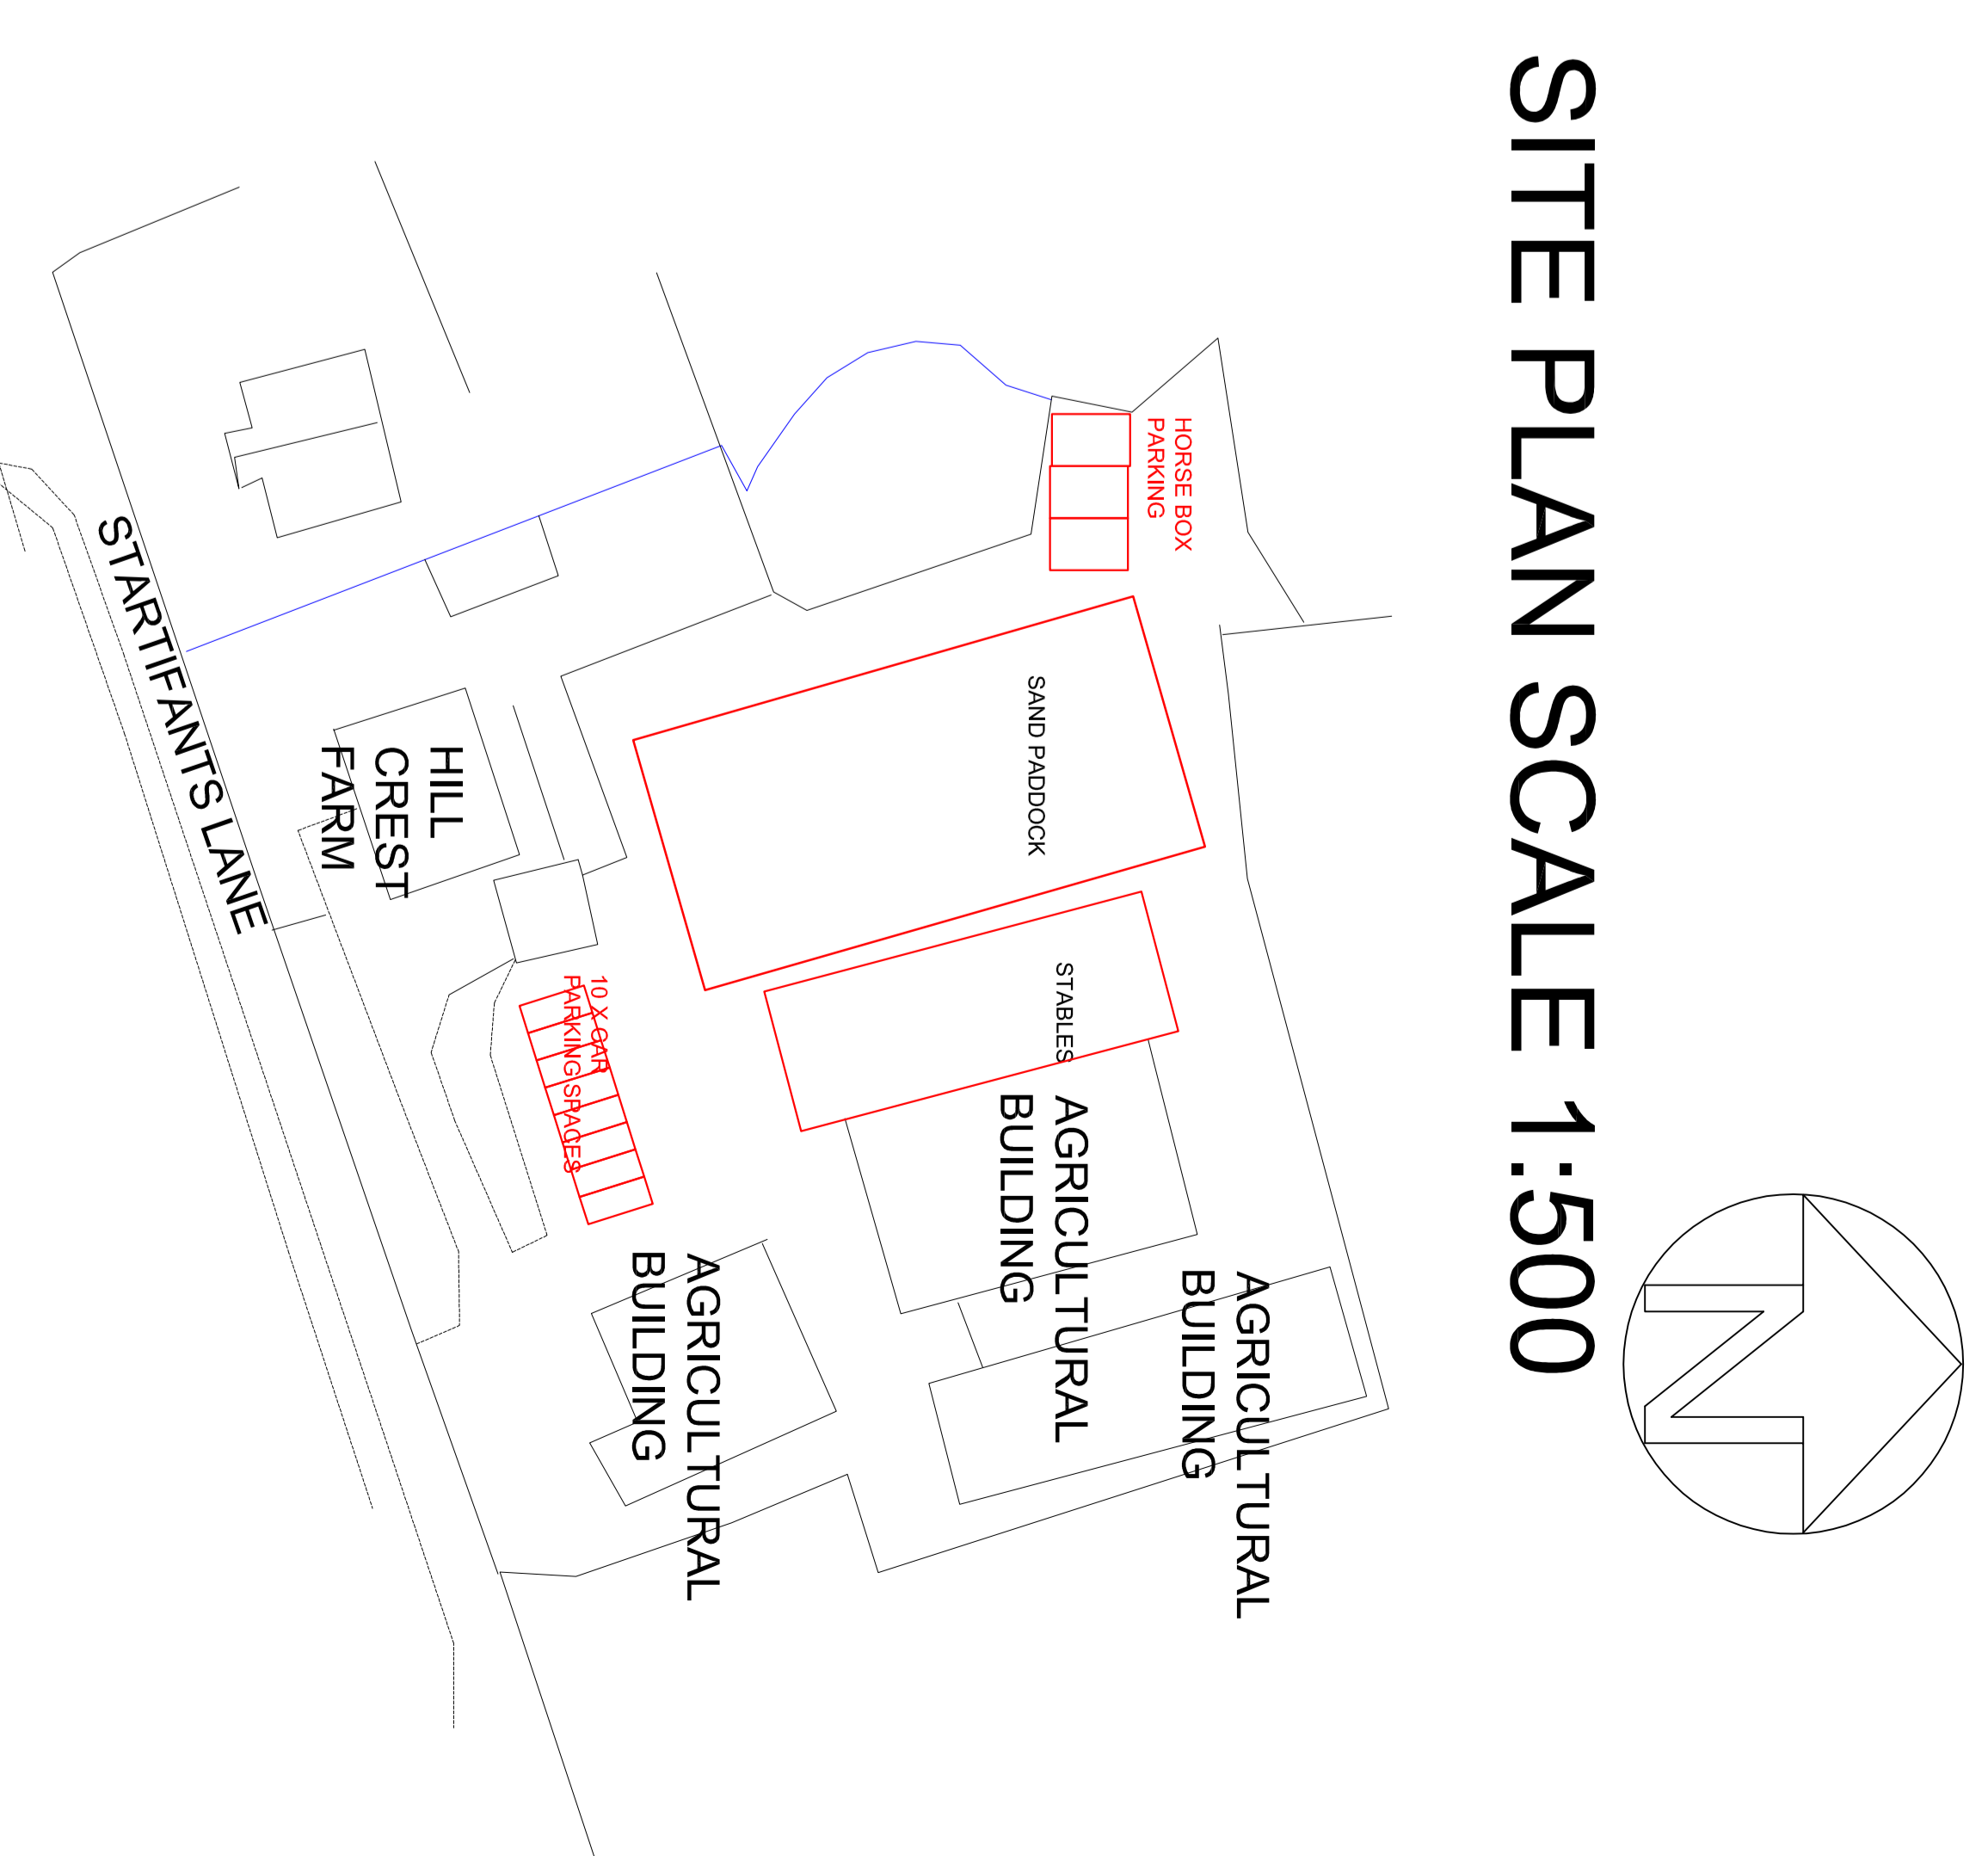 SITE PLAN SCALE 1:500
N
HORSE BOX
PARKING
SAND PADDOCK
STABLES
AGRICULTURAL
BUILDING
AGRICULTURAL
BUILDING
AGRICULTURAL
BUILDING
10 X CAR
PARKING SPACES
HILL
CREST
FARM
STARTIFANTS LANE